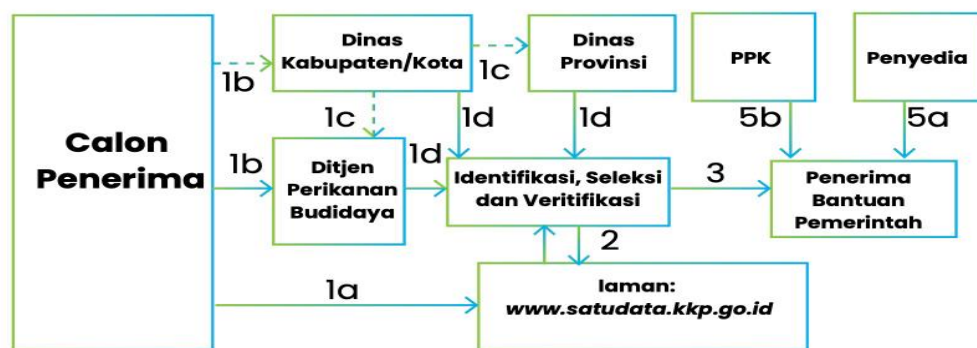 Calon
Penerima
1b
Dinas
Kabupaten/Kota
1c
Dinas
Provinsi
PPK
Penyedia
1c
1d
1d
5b
5a
1b
Ditjen
Perikanan
Budidaya
1d
Identifikasi, Seleksi
dan Veritifikasi
3
Penerima
Bantuan
Pemerintah
2
1a
laman:
www.satudata.kkp.go.id